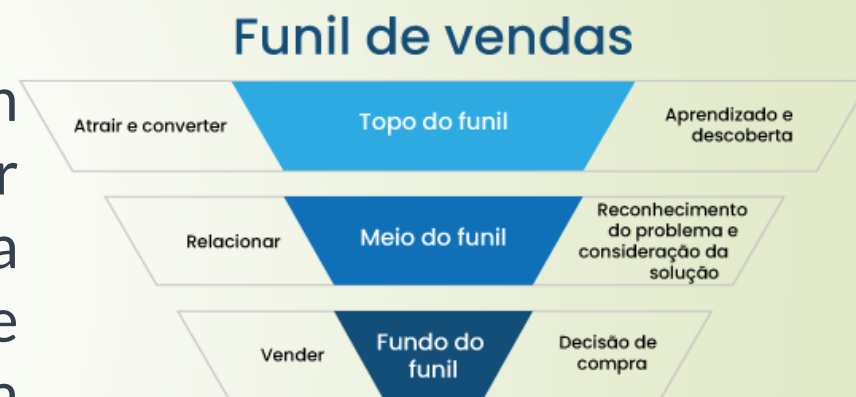 Funil de vendas
n
r
a
e
Atrair e converter
Topo do funil
Aprendizado e
descoberta
Relacionar
Meio do funil
Reconhecimento
do problema e
consideração da
solução
Vender
Fundo do
funil
Decisão de
compra